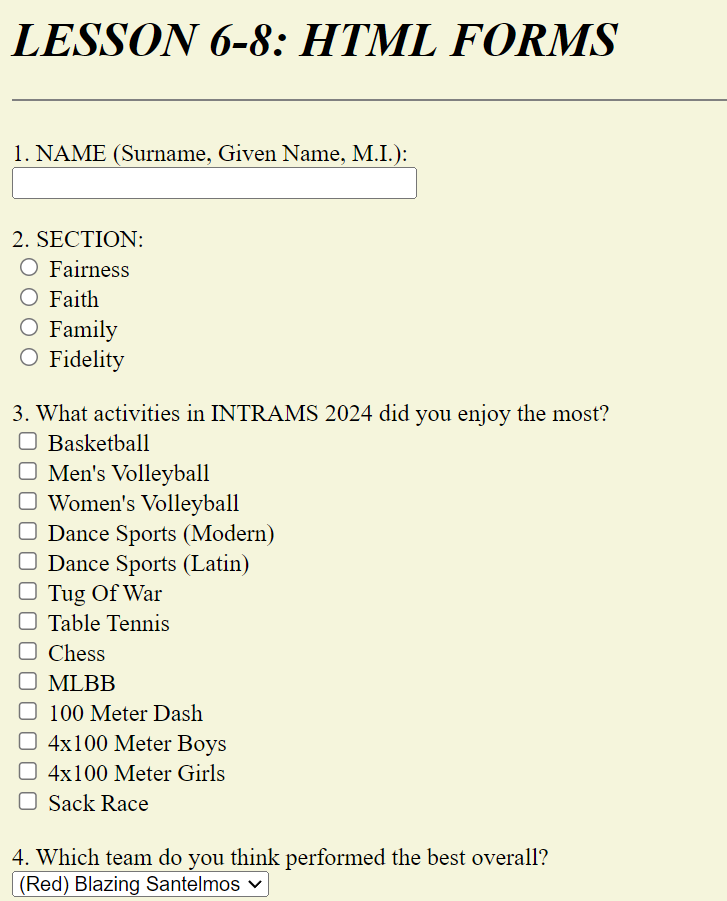 LESSON 6-8: HTML FORMS
1. NAME (Surname, Given Name, M.I.):
2. SECTION:
Fairness
Faith
Family
Fidelity
3. What activities in INTRAMS 2024 did you enjoy the most?
Basketball
Men's Volleyball
Women's Volleyball
Dance Sports (Modern)
Dance Sports (Latin)
Tug Of War
Table Tennis
Chess
MLBB
100 Meter Dash
4x100 Meter Boys
4x100 Meter Girls
Sack Race
4. Which team do you think performed the best overall?
(Red) Blazing Santelmos